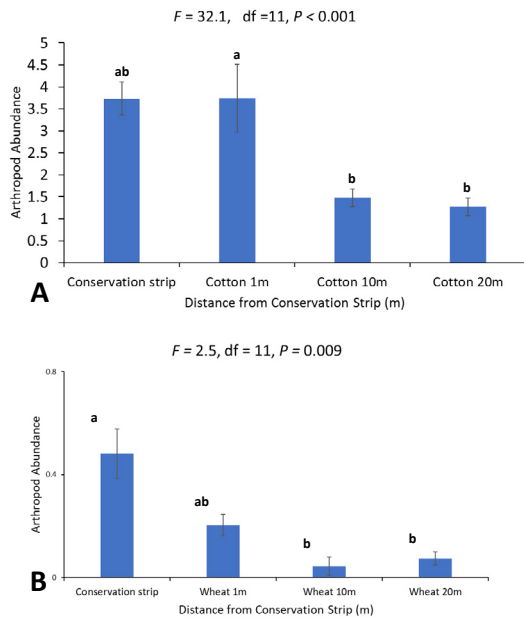 F = 32.1, df =11, P < 0.001
5
4.5
4
3.5
3
2.5
2
1.5
1
0.5
0
Arthropod Abundance
ab
a
b
b
Conservation strip Cotton 1m Cotton 10m Cotton 20m
Distance from Conservation Strip (m)
A
F = 2.5, df = 11, P = 0.009
0.8
0.4
0
Arthropod Abundance
a
ab
b
b
Conservation strip Wheat 1m Wheat 10m Wheat 20m
Distance from Conservation Strip (m)
B